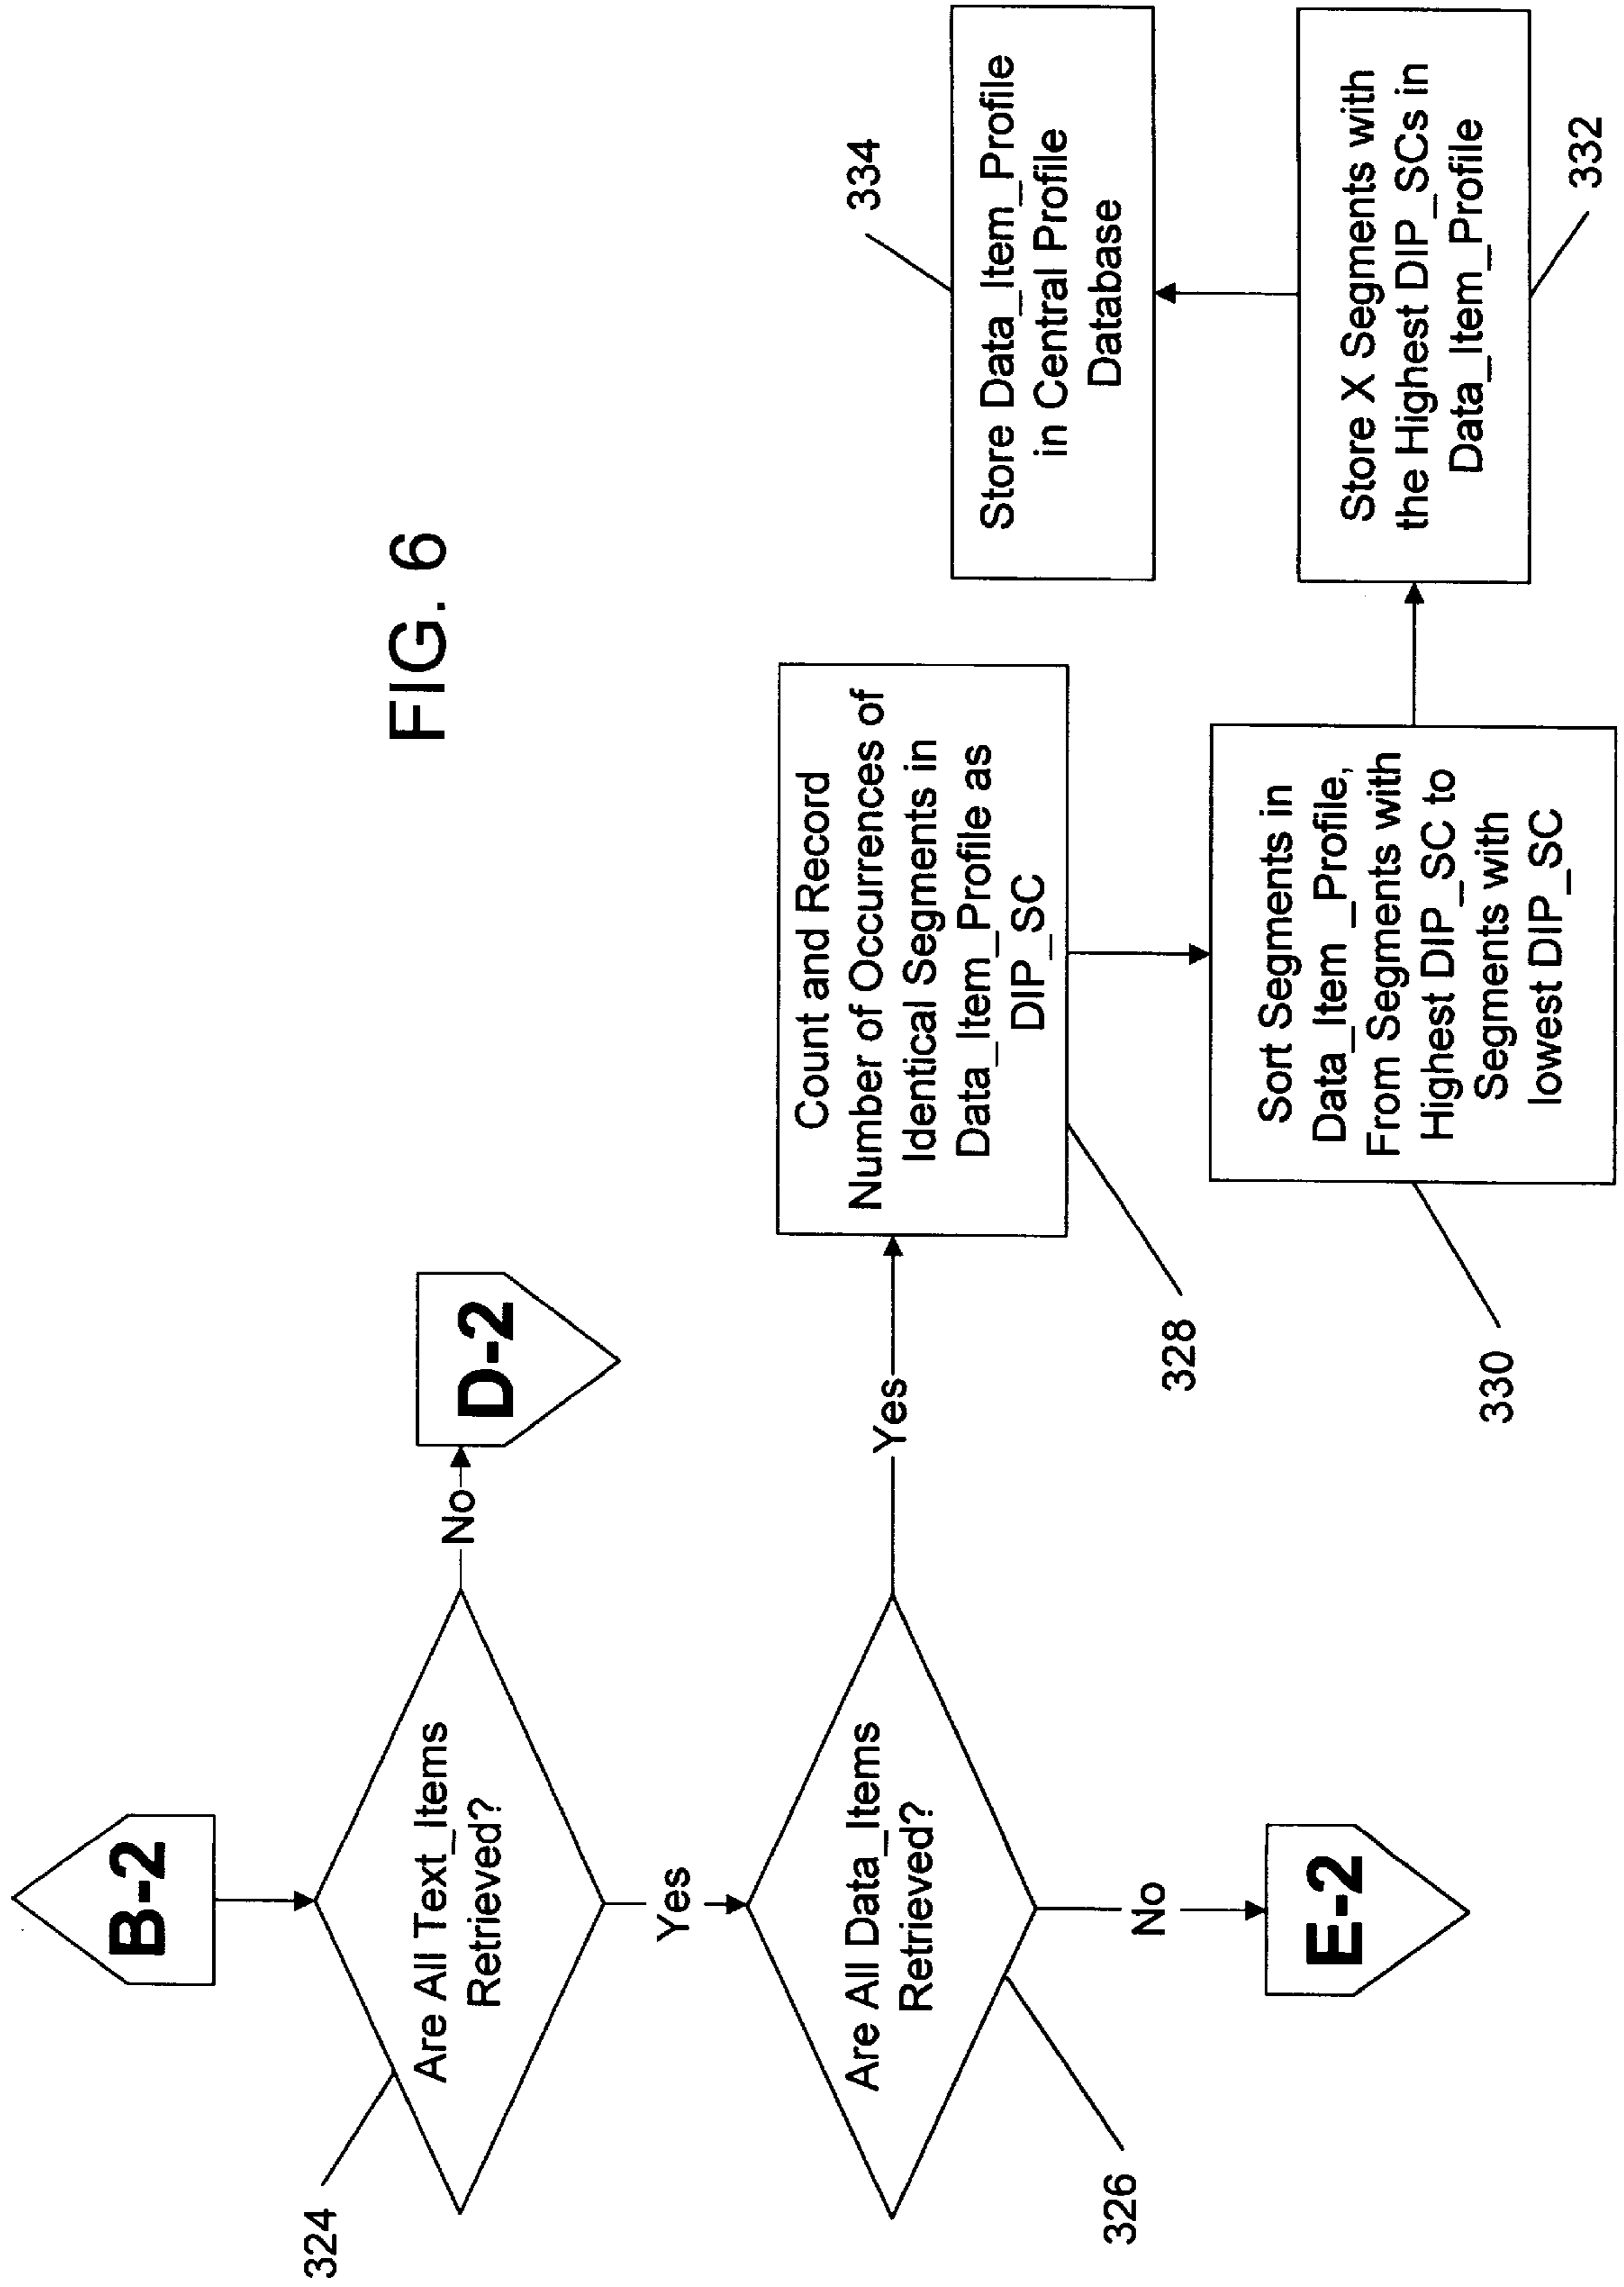 FIG. 6
B-2
324
Are All Text_Items
Retrieved?
No
D-2
Yes
Are All Data_Items
Retrieved?
326
No
E-2
Yes
Count and Record
Number of Occurrences of
Identical Segments in
Data_Item_Profile as
DIP_SC
328
Sort Segments in
Data_Item _Profile,
From Segments with
Highest DIP_SC to
Segments with
lowest DIP_SC
330
Store X Segments with
the Highest DIP_SCs in
Data_Item_Profile
332
334
Store Data_Item_Profile
in Central Profile
Database